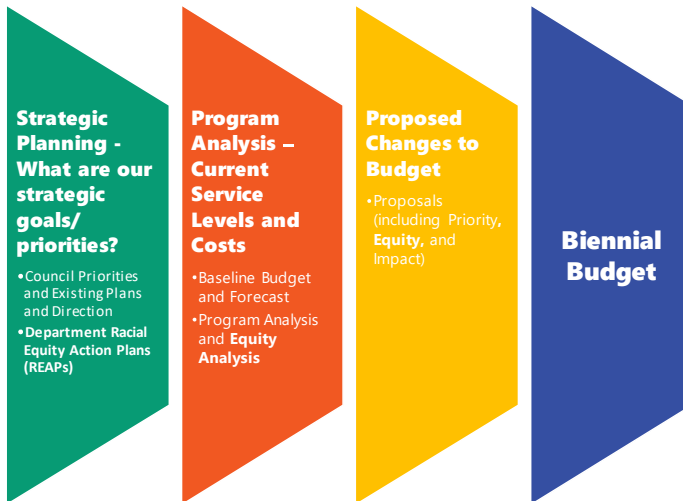 Strategic
Planning -
What are our
strategic
goals/
priorities?
•Council Priorities
and Existing Plans
and Direction
•Department Racial
Equity Action Plans
(REAPs)
Program
Analysis –
Current
Service
Levels and
Costs
•Baseline Budget
and Forecast
•Program Analysis
and Equity
Analysis
Proposed
Changes to
Budget
•Proposals
(including Priority,
Equity, and
Impact)
Biennial
Budget